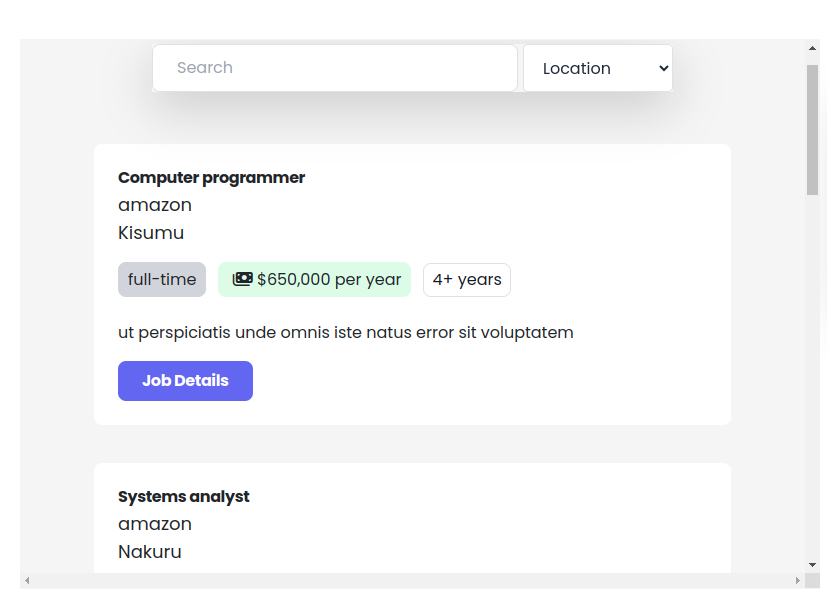 Search
Location
Computer programmer
amazon
Kisumu
full-time
$650,000 per year
4+ years
ut perspiciatis unde omnis iste natus error sit voluptatem
Job Details
Systems analyst
amazon
Nakuru